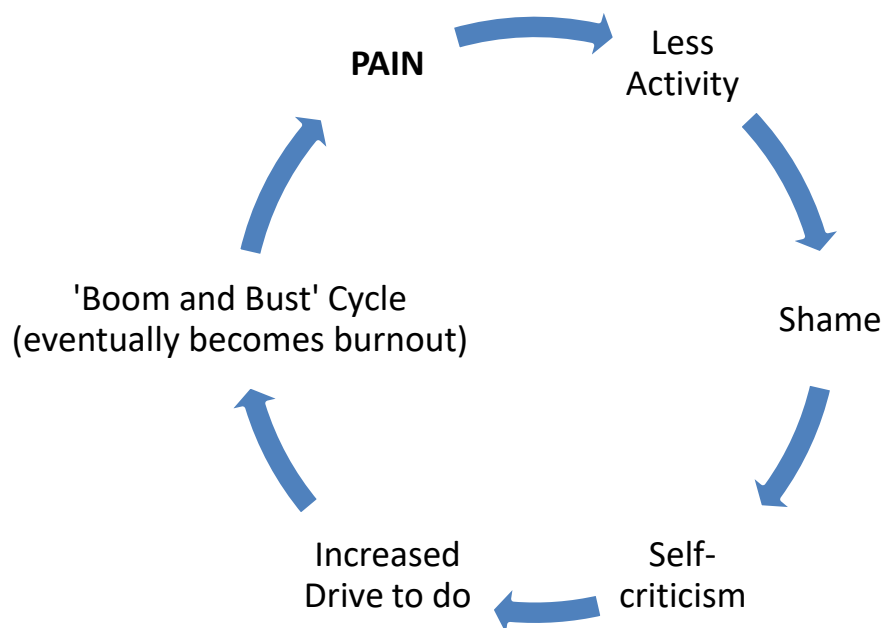 PAIN
Less
Activity
Shame
Self-
criticism
Increased
Drive to do
'Boom and Bust' Cycle
(eventually becomes burnout)